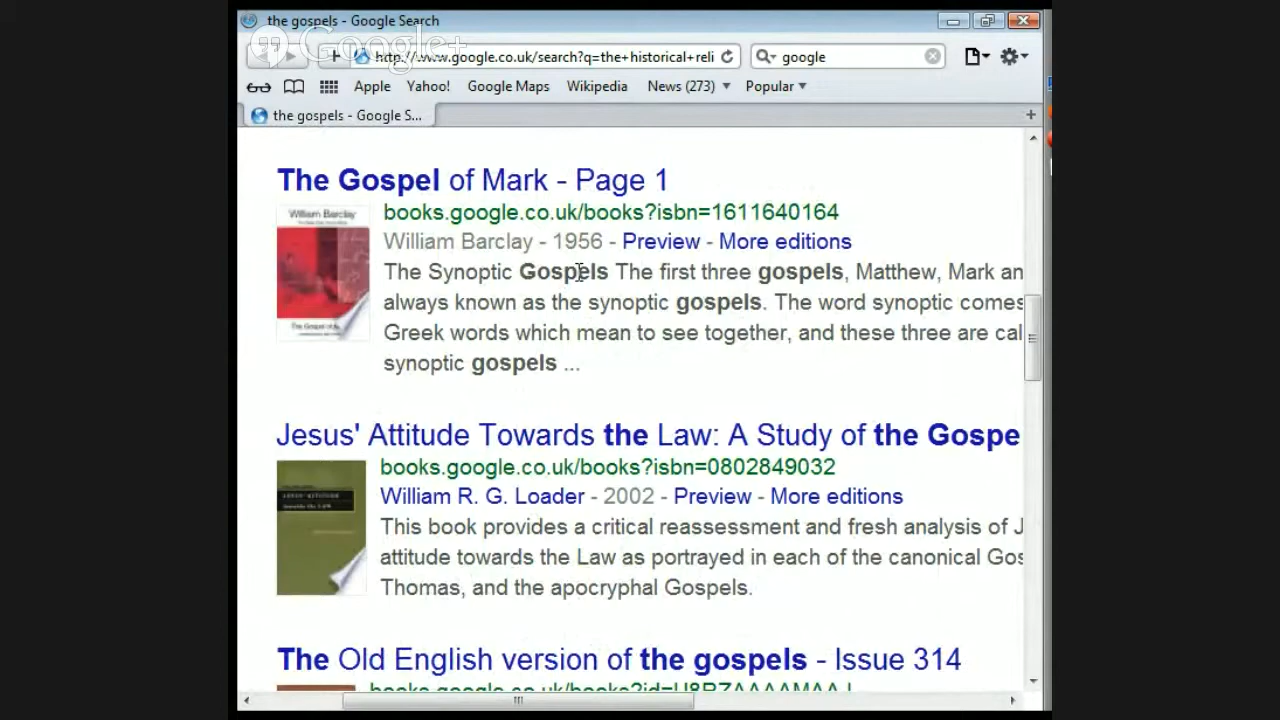 the gospels - Google Search
Google+
http://www.google.co.uk/search?q=the+historical+reli
google
Apple Yahoo! Google Maps Wikipedia News (273) Popular
the gospels - Google S...
The Gospel of Mark - Page 1
William Barclay
books.google.co.uk/books?isbn=1611640164
William Barclay - 1956 - Preview - More editions
The Synoptic Gospels The first three gospels, Matthew, Mark an
always known as the synoptic gospels. The word synoptic comes
Greek words which mean to see together, and these three are cal
synoptic gospels ...
Jesus' Attitude Towards the Law: A Study of the Gospe
books.google.co.uk/books?isbn=0802849032
William R. G. Loader - 2002 - Preview - More editions
This book provides a critical reassessment and fresh analysis of J
attitude towards the Law as portrayed in each of the canonical Gos
Thomas, and the apocryphal Gospels.
The Old English version of the gospels - Issue 314